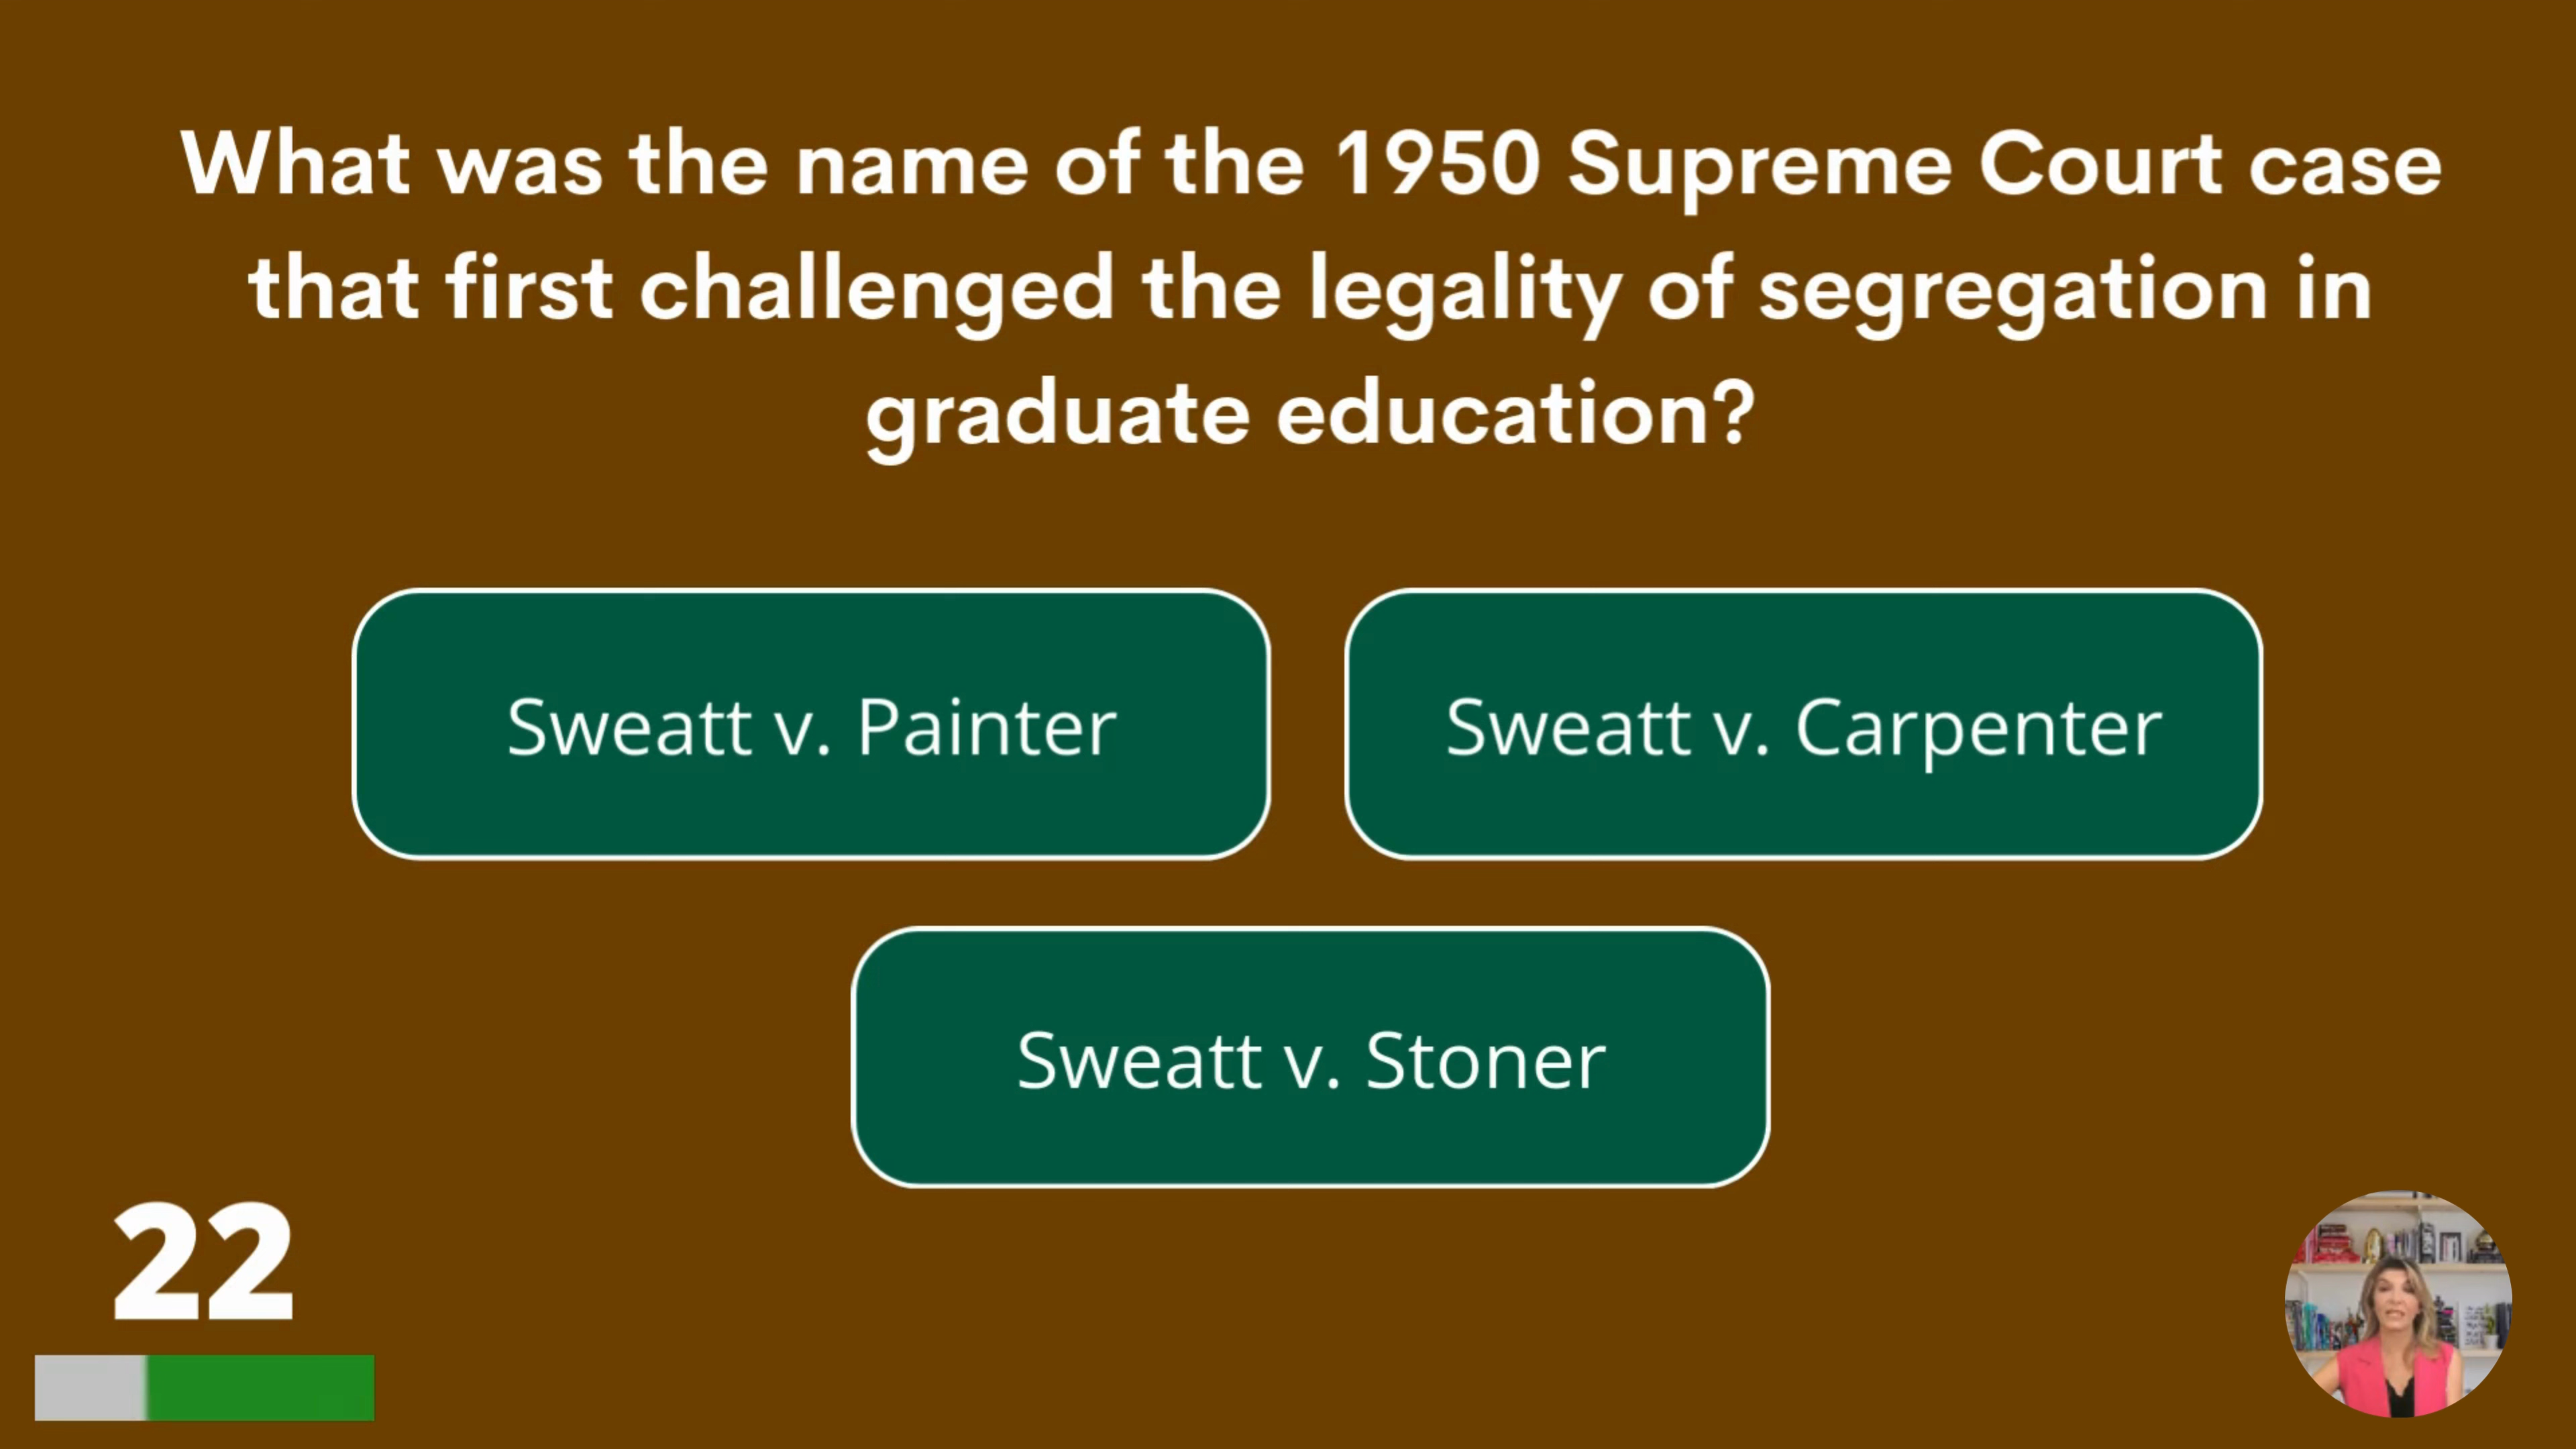 What was the name of the 1950 Supreme Court case
that first challenged the legality of segregation in
graduate education?
Sweatt v. Painter
Sweatt v. Carpenter
Sweatt v. Stoner
22